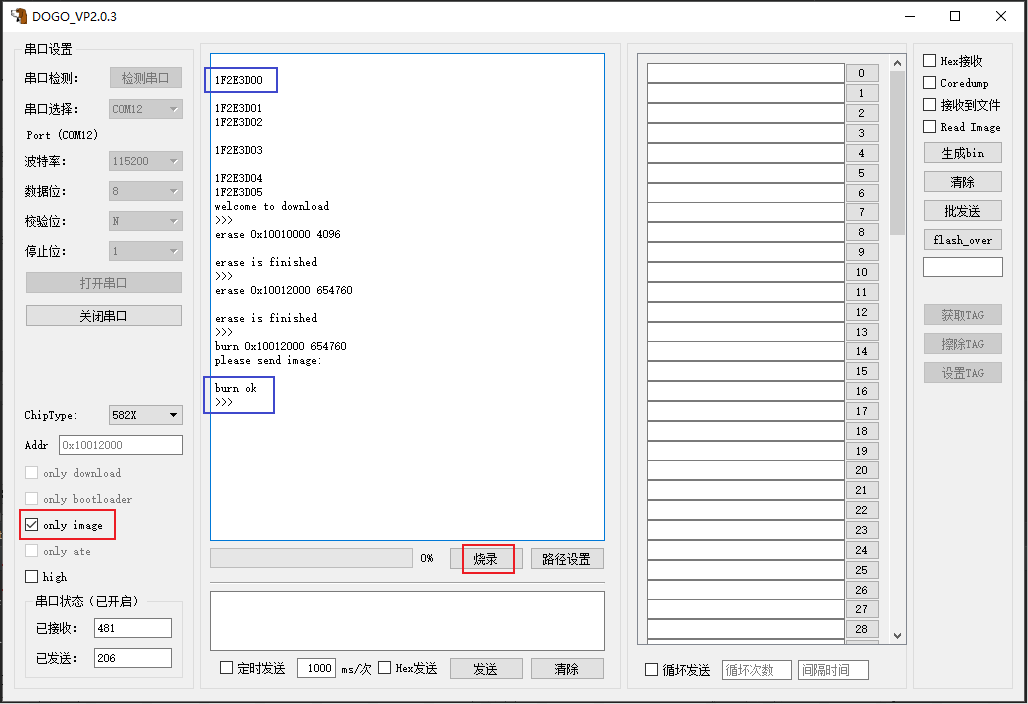 DOGO_VP2.0.3
串口设置
串口检测：
检测串口
串口选择：
COM12
Port (COM12)
波特率：
115200
数据位：
8
校验位：
N
停止位：
1
打开串口
关闭串口
ChipType:
582X
Addr
0x10012000
only download
only bootloader
only image
only ate
high
串口状态（已开启）
已接收：
481
已发送：
206
1F2E3D00
1F2E3D01
1F2E3D02
1F2E3D03
1F2E3D04
1F2E3D05
welcome to download
>>>
erase 0x10010000 4096
erase is finished
>>>
erase 0x10012000 654760
erase is finished
>>>
burn 0x10012000 654760
please send image:
burn ok
>>>
0%
烧录
路径设置
定时发送
1000
ms/次
Hex发送
发送
清除
0
1
2
3
4
5
6
7
8
9
10
11
12
13
14
15
16
17
18
19
20
21
22
23
24
25
26
27
28
循环发送
循环次数
间隔时间
Hex接收
Coredump
接收到文件
Read Image
生成bin
清除
批发送
flash_over
获取TAG
擦除TAG
设置TAG